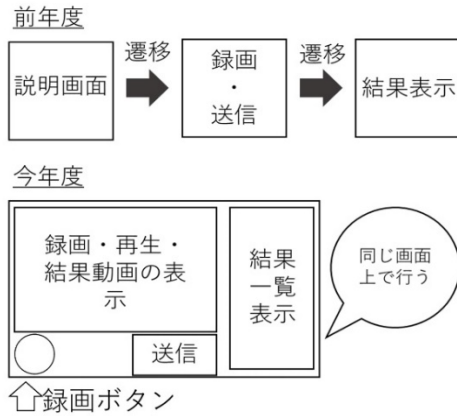 前年度
説明画面
遷移
録画
・
送信
遷移
結果表示
今年度
録画・再生・
結果動画の表
示
結果
一覧
表示
送信
同じ画面
上で行う
録画ボタン